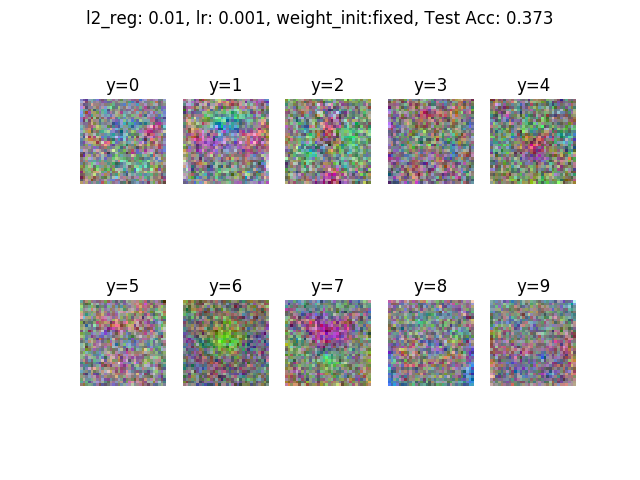 l2_reg: 0.01, lr: 0.001, weight_init:fixed, Test Acc: 0.373
y=0 y=1 y=2 y=3 y=4
y=5 y=6 y=7 y=8 y=9